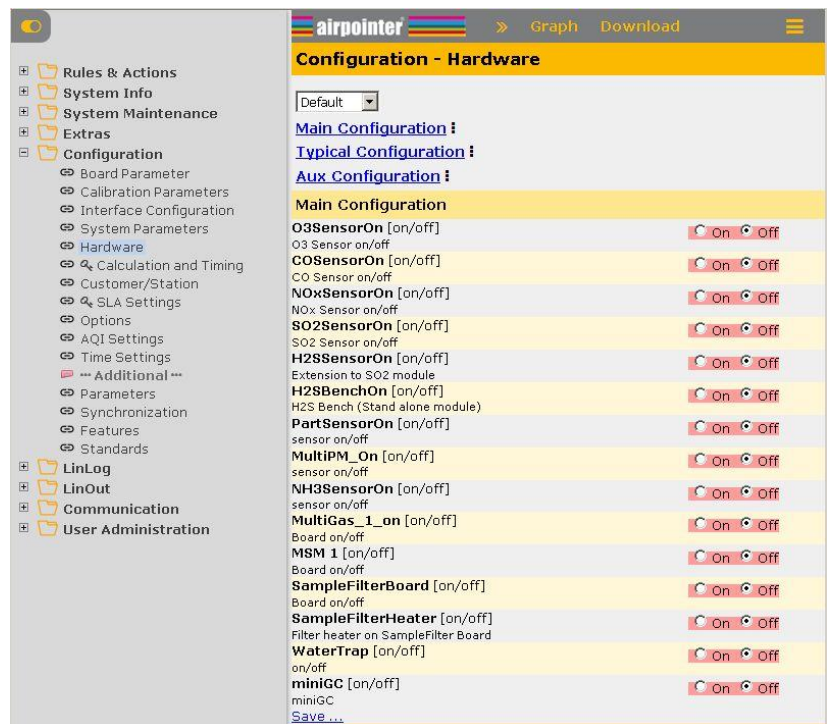 airpointer
» Graph Download
Rules & Actions
System Info
System Maintenance
Extras
Configuration
Board Parameter
Calibration Parameters
Interface Configuration
System Parameters
Hardware
Calculation and Timing
Customer/Station
SLA Settings
Options
AQI Settings
Time Settings
--- Additional ---
Parameters
Synchronization
Features
Standards
LinLog
LinOut
Communication
User Administration
Configuration - Hardware
Default
Main Configuration
Typical Configuration
Aux Configuration
Main Configuration
O3SensorOn [on/off] On Off
O3 Sensor on/off
COSensorOn [on/off] On Off
CO Sensor on/off
NOxSensorOn [on/off] On Off
NOx Sensor on/off
SO2SensorOn [on/off] On Off
SO2 Sensor on/off
H2SSensorOn [on/off] On Off
Extension to SO2 module
H2SBenchOn [on/off] On Off
H2S Bench (Stand alone module)
PartSensorOn [on/off] On Off
sensor on/off
MultiPM_On [on/off] On Off
sensor on/off
NH3SensorOn [on/off] On Off
sensor on/off
MultiGas_1_on [on/off] On Off
Board on/off
MSM 1 [on/off] On Off
Board on/off
SampleFilterBoard [on/off] On Off
Board on/off
SampleFilterHeater [on/off] On Off
Filter heater on SampleFilter Board
WaterTrap [on/off] On Off
on/off
miniGC [on/off] On Off
miniGC
Save ...